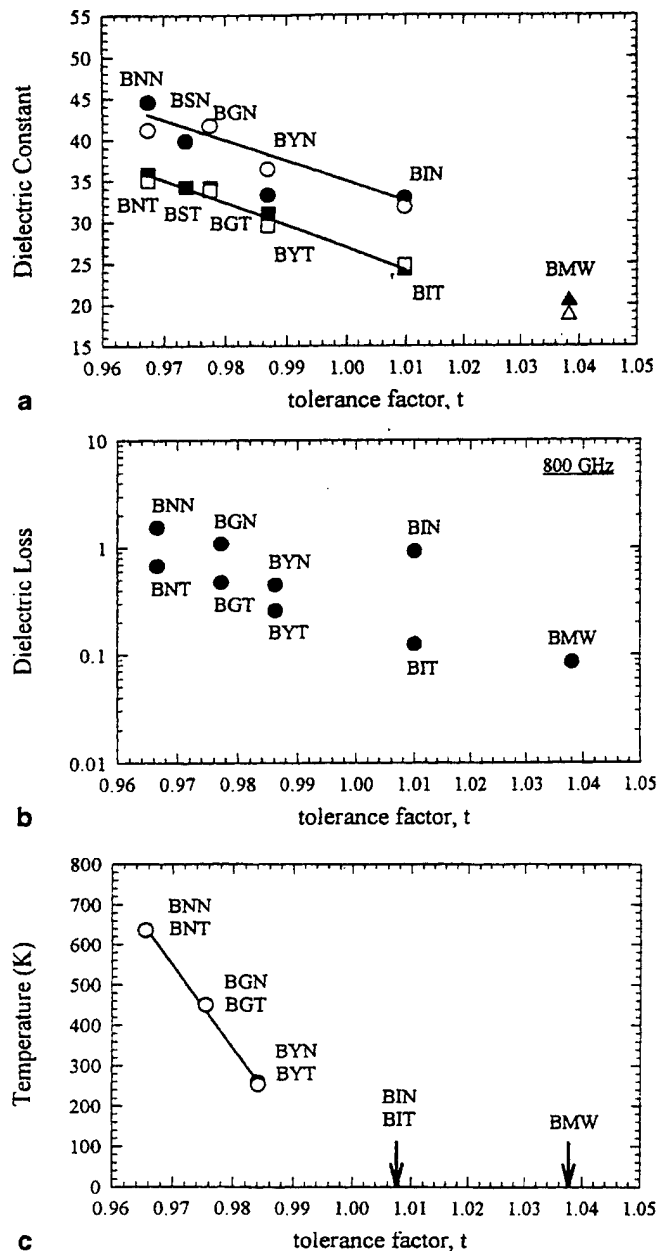 55
50
45
40
35
30
25
20
15
Dielectric Constant
BNN
BSN
BGN
BYN
BIN
BNT
BST
BGT
BYT
BIT
BMW
0.96 0.97 0.98 0.99 1.00 1.01 1.02 1.03 1.04 1.05
tolerance factor, t
a
10
1
0.1
0.01
Dielectric Loss
800 GHz
BNN
BGN
BYN
BIN
BNT
BGT
BYT
BIT
BMW
0.96 0.97 0.98 0.99 1.00 1.01 1.02 1.03 1.04 1.05
tolerance factor, t
b
800
700
600
500
400
300
200
100
0
Temperature (K)
BNN
BNT
BGN
BGT
BYN
BYT
BIN
BIT
BMW
0.96 0.97 0.98 0.99 1.00 1.01 1.02 1.03 1.04 1.05
tolerance factor, t
c